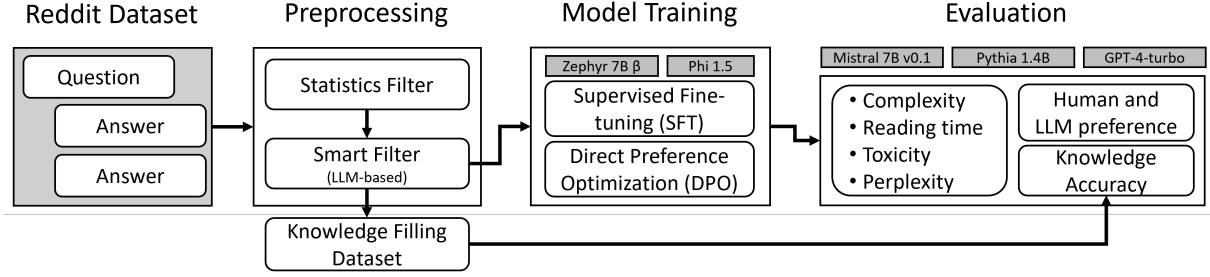 Reddit Dataset
Question
Answer
Answer
Preprocessing
Statistics Filter
Smart Filter
(LLM-based)
Knowledge Filling
Dataset
Model Training
Zephyr 7B β
Phi 1.5
Supervised Fine-
tuning (SFT)
Direct Preference
Optimization (DPO)
Evaluation
Mistral 7B v0.1
Pythia 1.4B
GPT-4-turbo
• Complexity
• Reading time
• Toxicity
• Perplexity
Human and
LLM preference
Knowledge
Accuracy